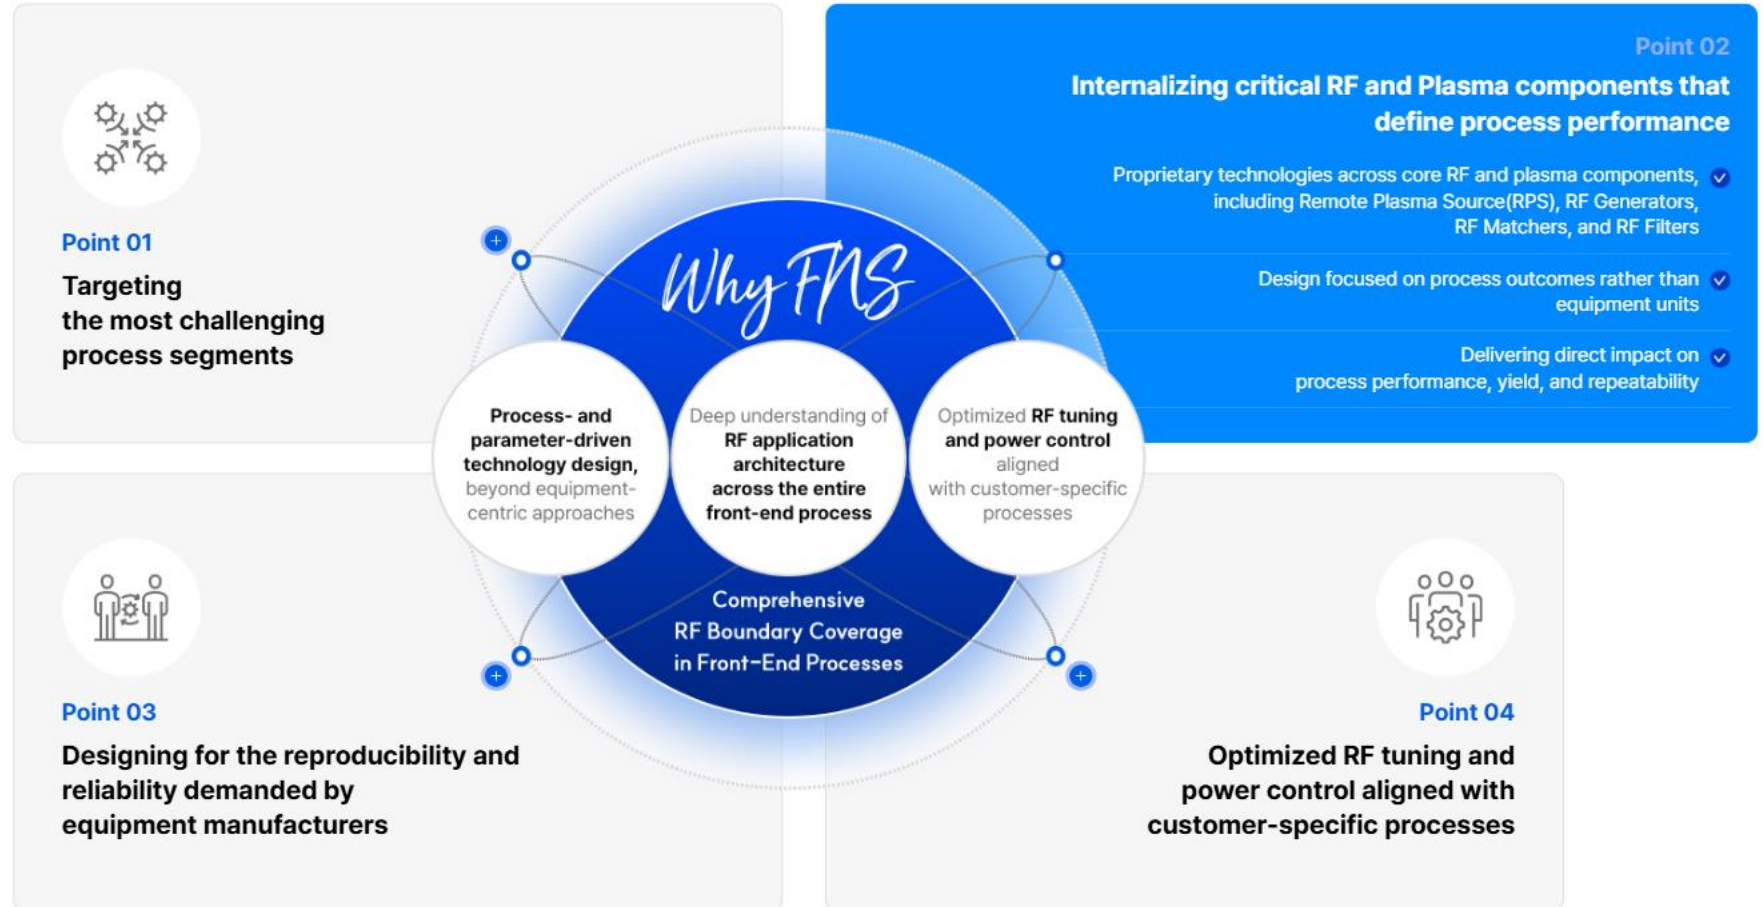 Point 01
Targeting
the most challenging
process segments
Point 02
Internalizing critical RF and Plasma components that
define process performance
Proprietary technologies across core RF and plasma components,
including Remote Plasma Source(RPS), RF Generators,
RF Matchers, and RF Filters
Design focused on process outcomes rather than
equipment units
Delivering direct impact on
process performance, yield, and repeatability
Why FNS
Process- and
parameter-driven
technology design,
beyond equipment-
centric approaches
Deep understanding of
RF application
architecture
across the entire
front-end process
Optimized RF tuning
and power control
aligned
with customer-specific
processes
Comprehensive
RF Boundary Coverage
in Front-End Processes
Point 03
Designing for the reproducibility and
reliability demanded by
equipment manufacturers
Point 04
Optimized RF tuning and
power control aligned with
customer-specific processes